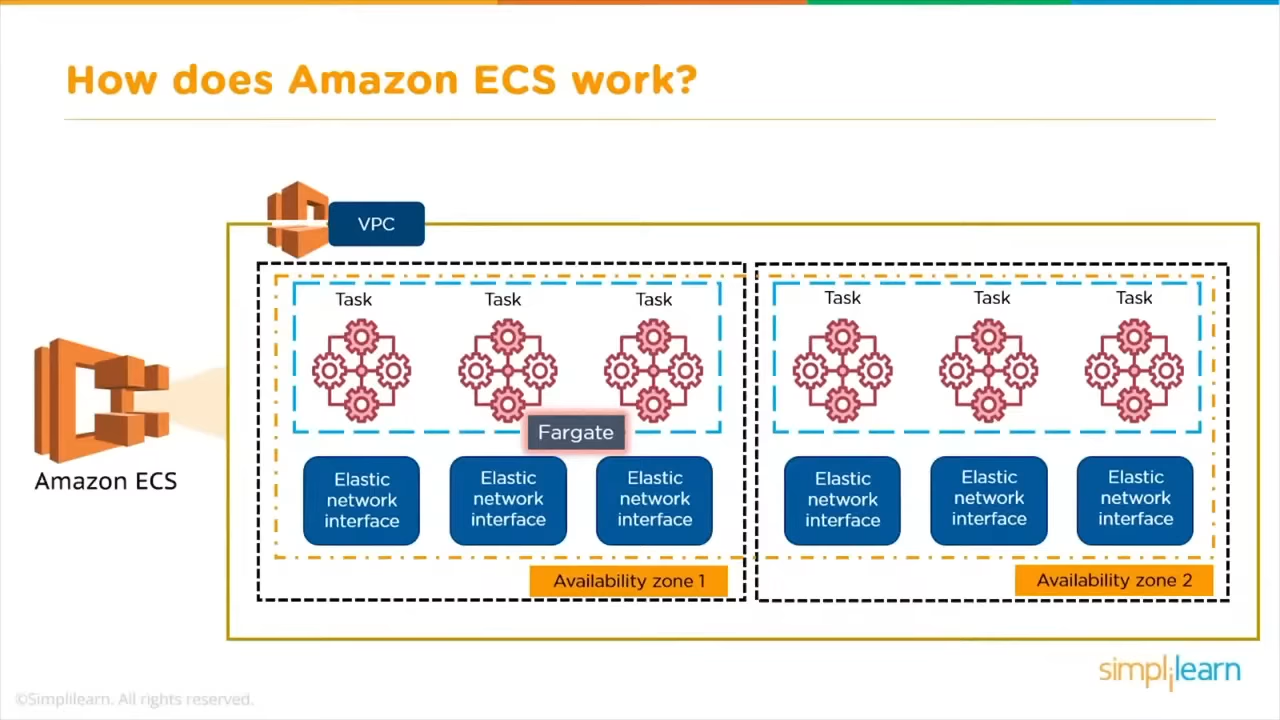 How does Amazon ECS work?
VPC
Task
Task
Task
Task
Task
Task
Fargate
Amazon ECS
Elastic
network
interface
Elastic
network
interface
Elastic
network
interface
Elastic
network
interface
Elastic
network
interface
Elastic
network
interface
Availability zone 1
Availability zone 2
simplilearn
©Simplilearn. All rights reserved.